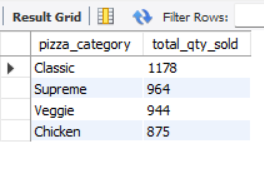 Result Grid Filter Rows:
pizza_category total_qty_sold
Classic 1178
Supreme 964
Veggie 944
Chicken 875